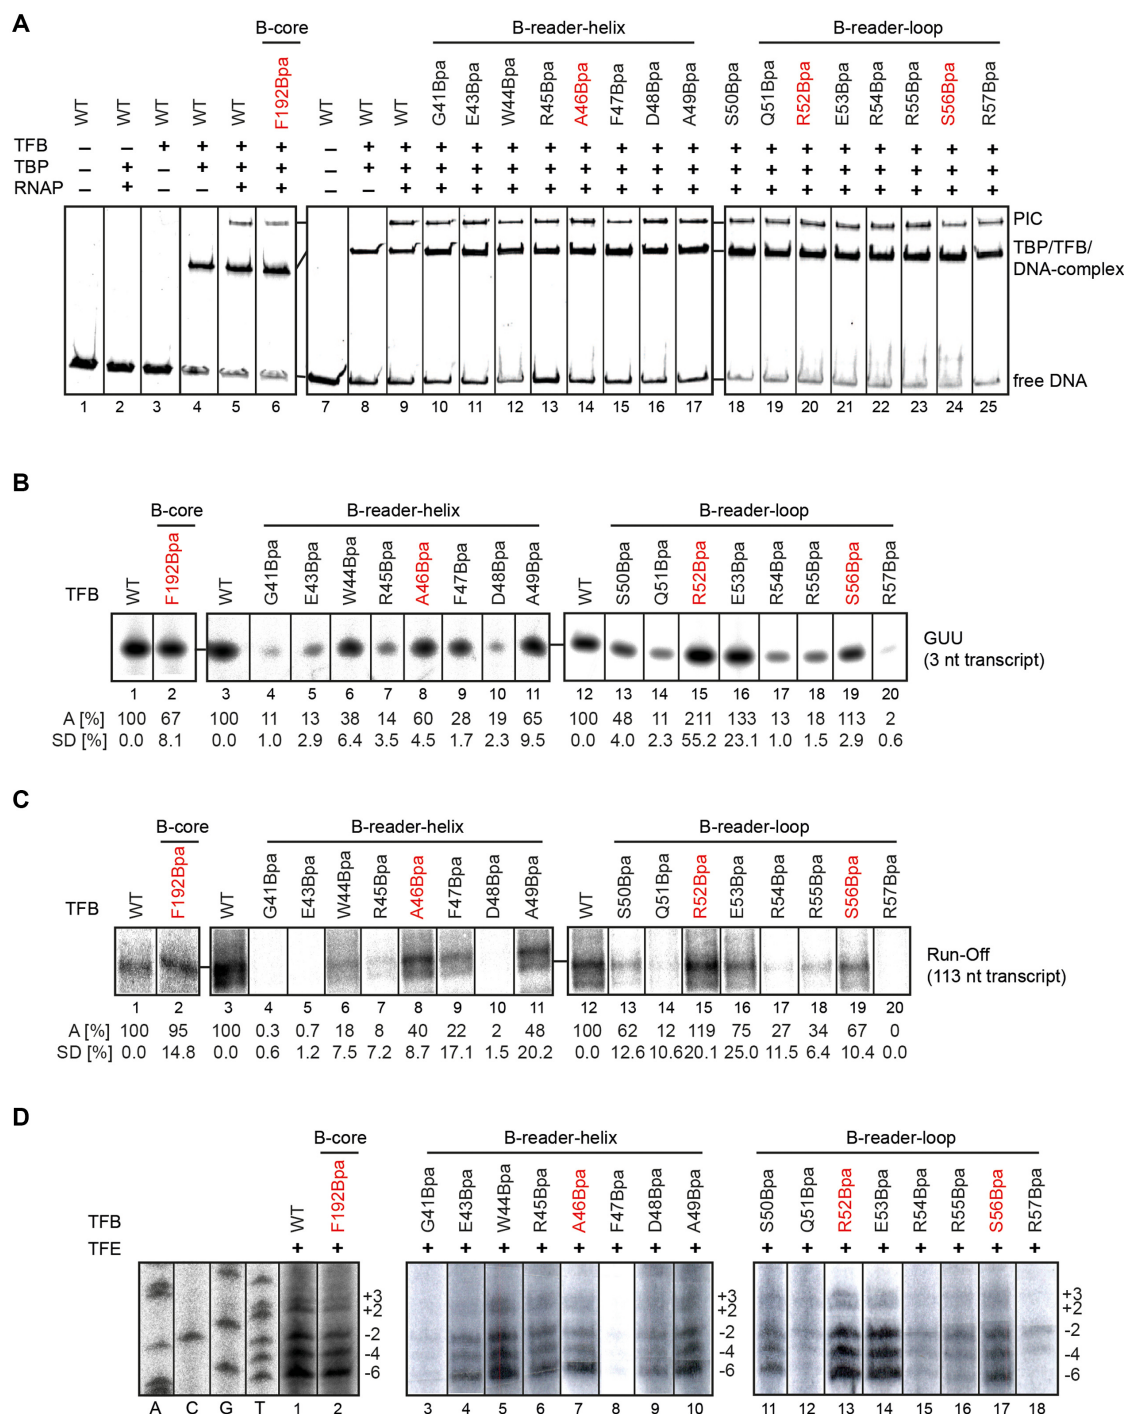 A
B-core
B-reader-helix
B-reader-loop
WT WT WT WT WT F192Bpa WT WT WT G41Bpa E43Bpa W44Bpa R45Bpa A46Bpa F47Bpa D48Bpa A49Bpa S50Bpa Q51Bpa R52Bpa E53Bpa R54Bpa R55Bpa S56Bpa R57Bpa
TFB – – + + + + – + + + + + + + + + + + + + + + + + +
TBP – + – + + + – + + + + + + + + + + + + + + + + + +
RNAP – + – – + + – – + + + + + + + + + + + + + + + + +
PIC
TBP/TFB/
DNA-complex
free DNA
1 2 3 4 5 6 7 8 9 10 11 12 13 14 15 16 17 18 19 20 21 22 23 24 25
B
B-core
B-reader-helix
B-reader-loop
TFB WT F192Bpa WT G41Bpa E43Bpa W44Bpa R45Bpa A46Bpa F47Bpa D48Bpa A49Bpa WT S50Bpa Q51Bpa R52Bpa E53Bpa R54Bpa R55Bpa S56Bpa R57Bpa
GUU
(3 nt transcript)
1 2 3 4 5 6 7 8 9 10 11 12 13 14 15 16 17 18 19 20
A [%] 100 67 100 11 13 38 14 60 28 19 65 100 48 11 211 133 13 18 113 2
SD [%] 0.0 8.1 0.0 1.0 2.9 6.4 3.5 4.5 1.7 2.3 9.5 0.0 4.0 2.3 55.2 23.1 1.0 1.5 2.9 0.6
C
B-core
B-reader-helix
B-reader-loop
TFB WT F192Bpa WT G41Bpa E43Bpa W44Bpa R45Bpa A46Bpa F47Bpa D48Bpa A49Bpa WT S50Bpa Q51Bpa R52Bpa E53Bpa R54Bpa R55Bpa S56Bpa R57Bpa
Run-Off
(113 nt transcript)
1 2 3 4 5 6 7 8 9 10 11 12 13 14 15 16 17 18 19 20
A [%] 100 95 100 0.3 0.7 18 8 40 22 2 48 100 62 12 119 75 27 34 67 0
SD [%] 0.0 14.8 0.0 0.6 1.2 7.5 7.2 8.7 17.1 1.5 20.2 0.0 12.6 10.6 20.1 25.0 11.5 6.4 10.4 0.0
D
B-core
B-reader-helix
B-reader-loop
TFB WT F192Bpa G41Bpa E43Bpa W44Bpa R45Bpa A46Bpa F47Bpa D48Bpa A49Bpa S50Bpa Q51Bpa R52Bpa E53Bpa R54Bpa R55Bpa S56Bpa R57Bpa
TFE + + + + + + + + + + + + + + + + + +
+3 +3 +3
+2 +2 +2
-2 -2 -2
-4 -4 -4
-6 -6 -6
A C G T 1 2 3 4 5 6 7 8 9 10 11 12 13 14 15 16 17 18